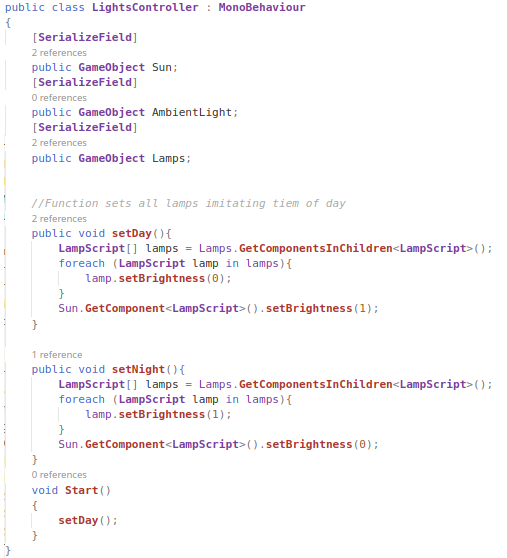 public class LightsController : MonoBehaviour
{
    [SerializeField]
    2 references
    public GameObject Sun;
    [SerializeField]
    0 references
    public GameObject AmbientLight;
    [SerializeField]
    2 references
    public GameObject Lamps;
    //Function sets all lamps imitating tiem of day
    2 references
    public void setDay(){
        LampScript[] lamps = Lamps.GetComponentsInChildren<LampScript>();
        foreach (LampScript lamp in lamps){
            lamp.setBrightness(0);
        }
        Sun.GetComponent<LampScript>().setBrightness(1);
    }
    1 reference
    public void setNight(){
        LampScript[] lamps = Lamps.GetComponentsInChildren<LampScript>();
        foreach (LampScript lamp in lamps){
            lamp.setBrightness(1);
        }
        Sun.GetComponent<LampScript>().setBrightness(0);
    }
    0 references
    void Start()
    {
        setDay();
    }
}